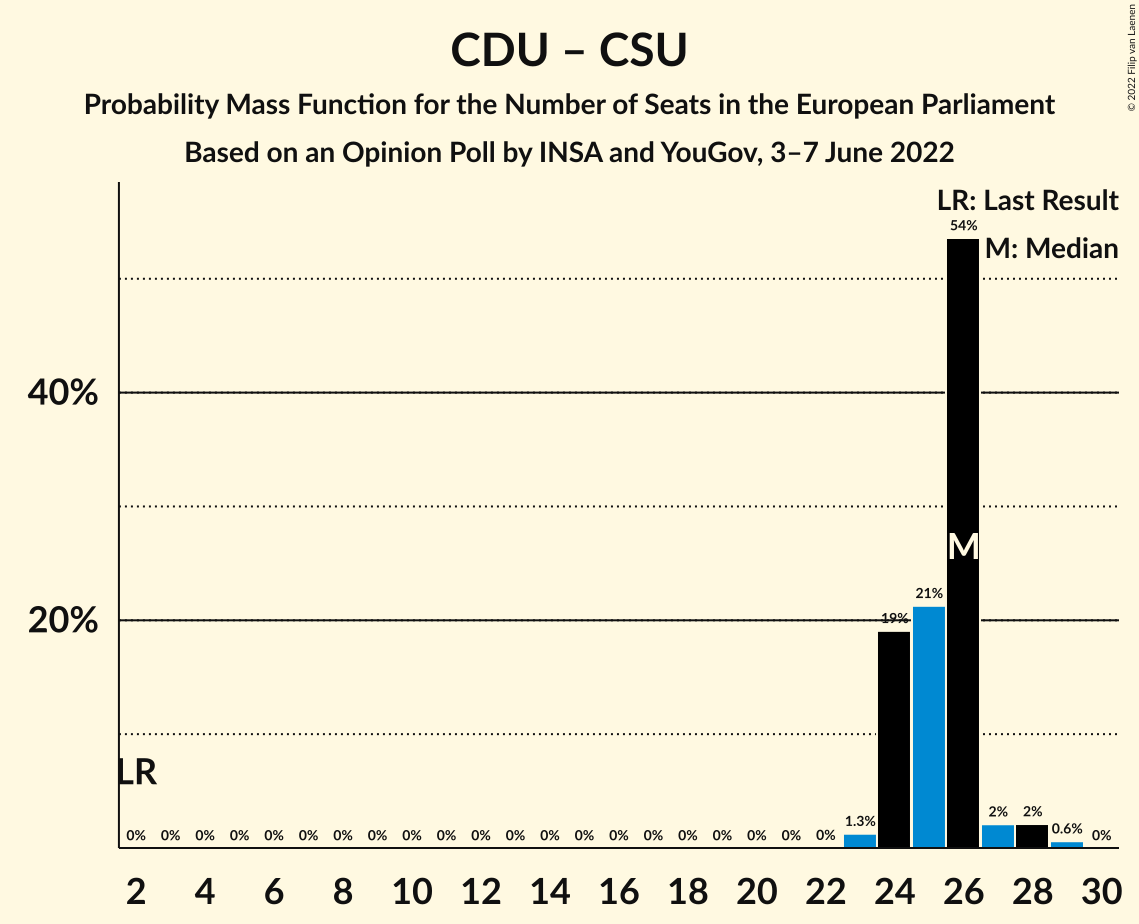 © 2022 Filip van Laenen
CDU – CSU
Probability Mass Function for the Number of Seats in the European Parliament
Based on an Opinion Poll by INSA and YouGov, 3–7 June 2022
LR: Last Result
54%
M: Median
40%
M
21%
20%
19%
LR
1.3%
2%
2%
0.6%
0% 0% 0% 0% 0% 0% 0% 0% 0% 0% 0% 0% 0% 0% 0% 0% 0% 0% 0% 0% 0% 0%
2 4 6 8 10 12 14 16 18 20 22 24 26 28 30